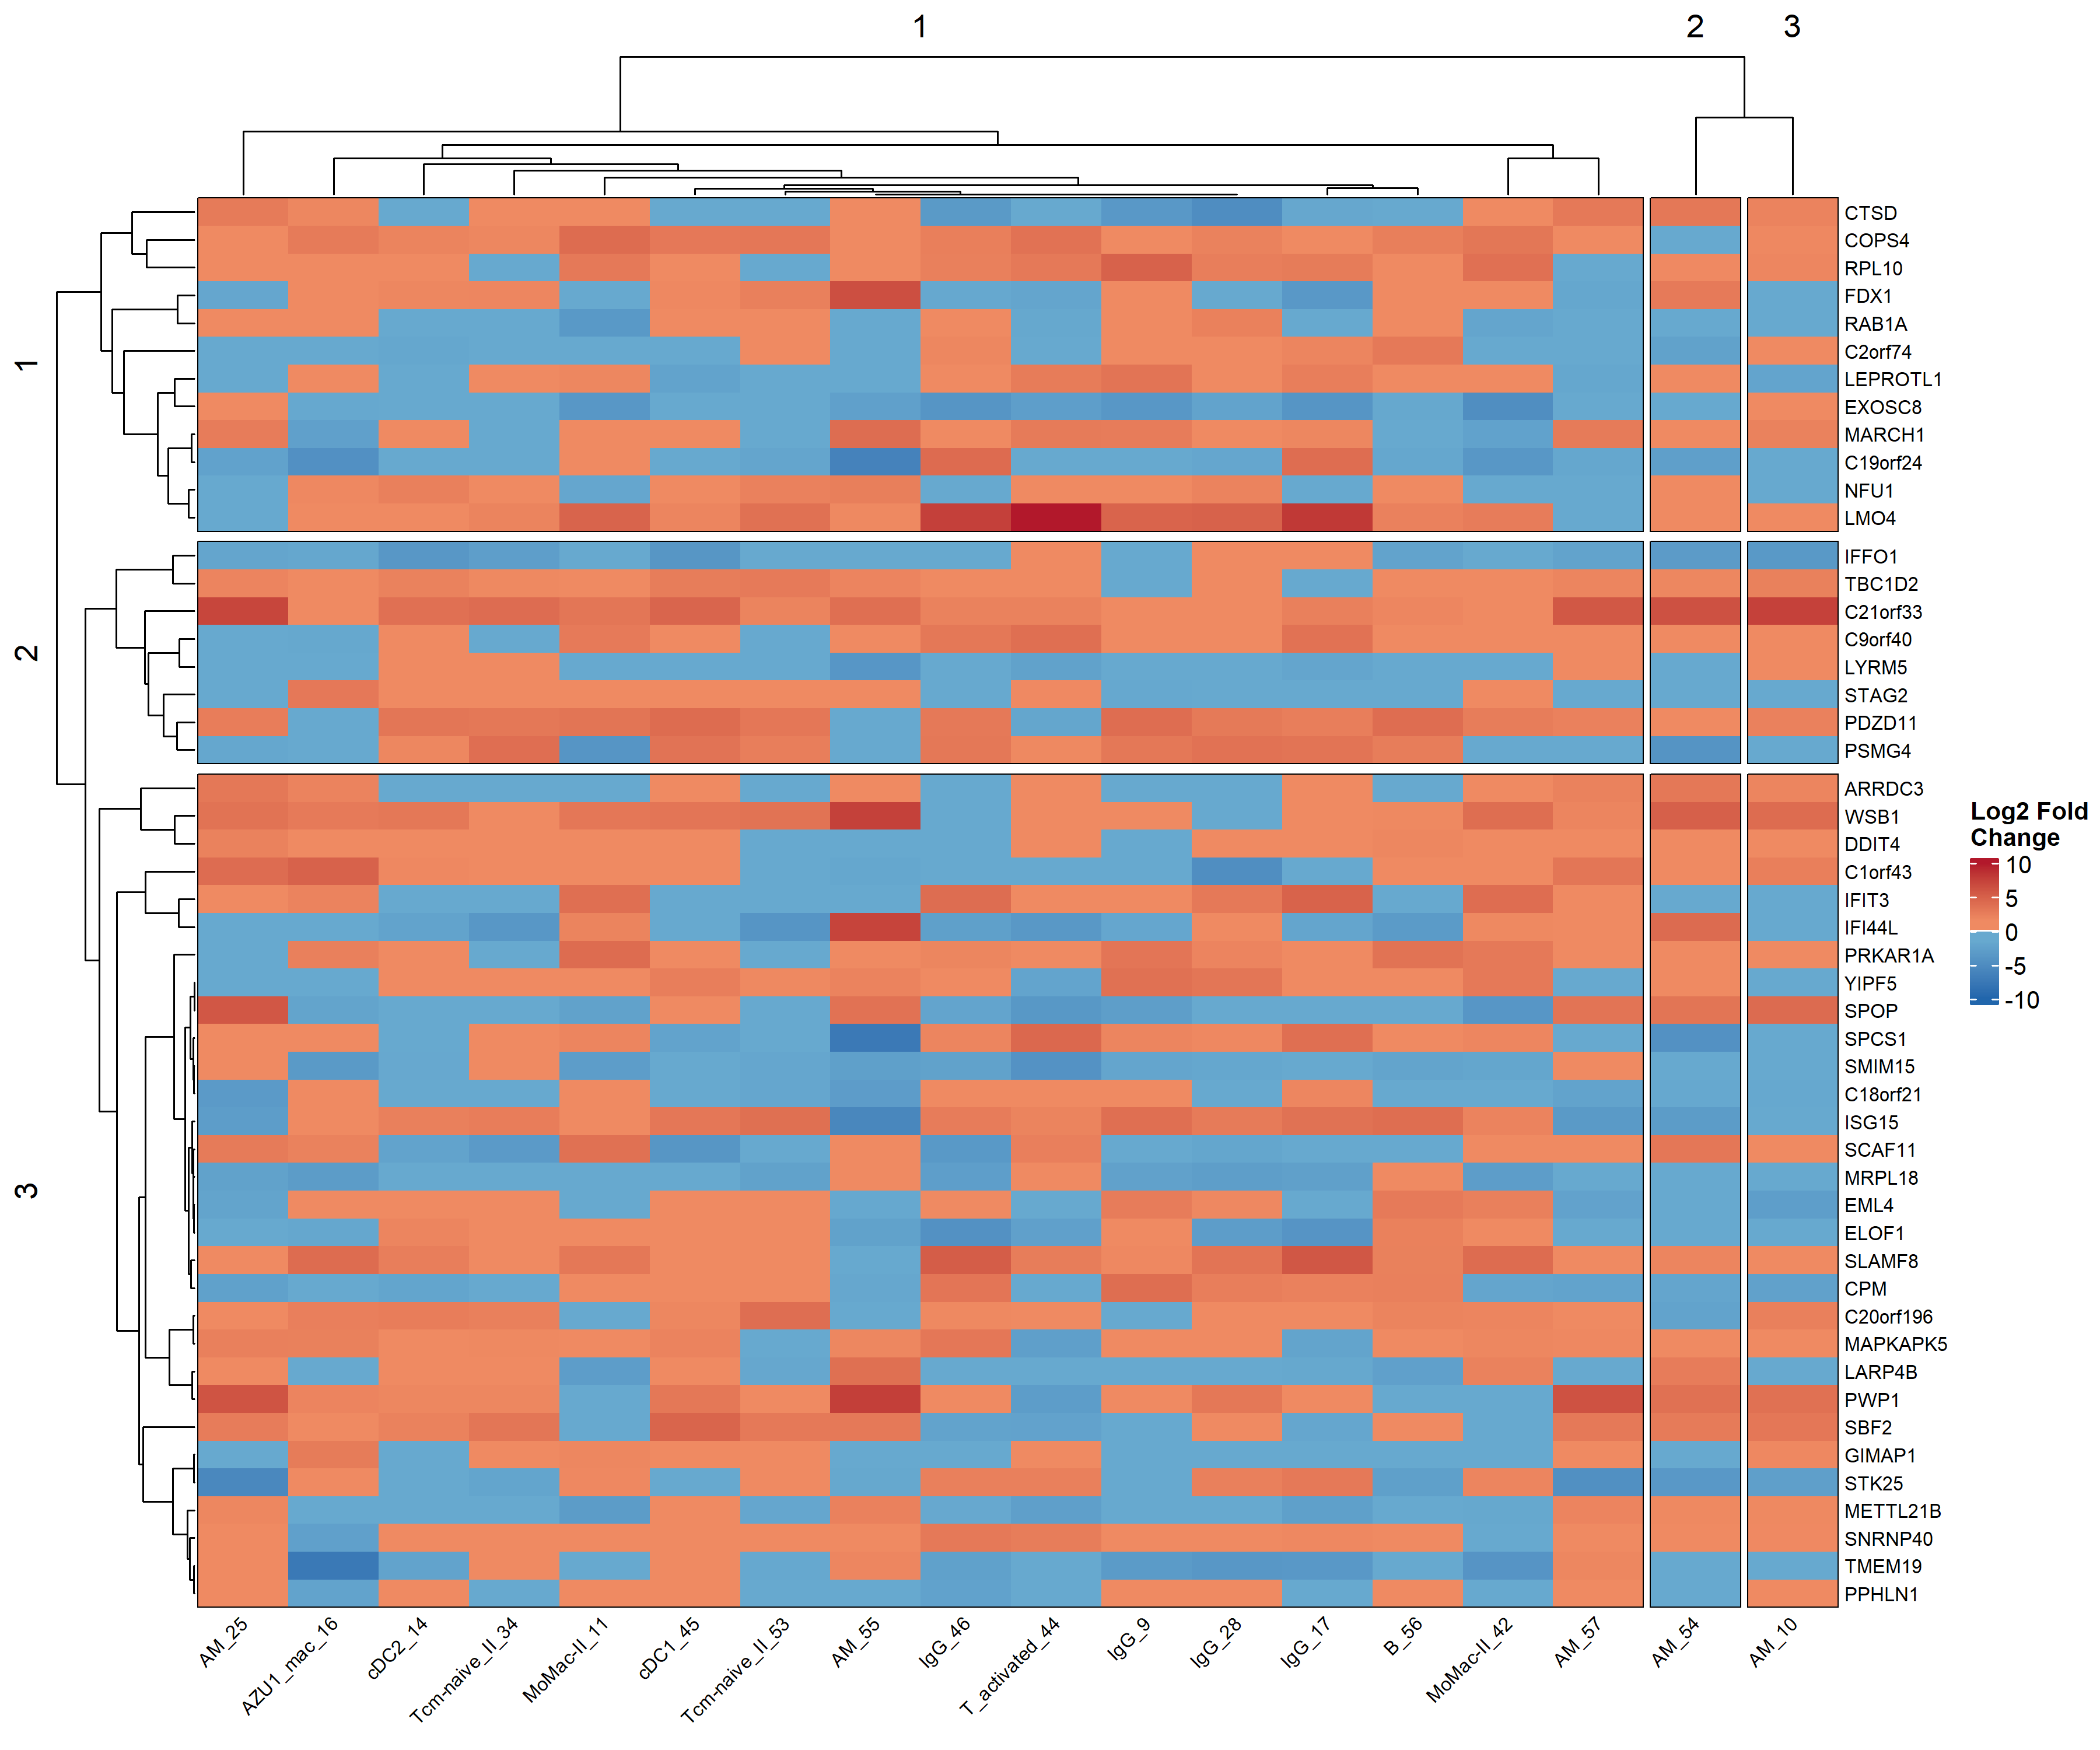 1
2
3
1
2
3
CTSD
COPS4
RPL10
FDX1
RAB1A
C2orf74
LEPROTL1
EXOSC8
MARCH1
C19orf24
NFU1
LMO4
IFFO1
TBC1D2
C21orf33
C9orf40
LYRM5
STAG2
PDZD11
PSMG4
ARRDC3
WSB1
DDIT4
C1orf43
IFIT3
IFI44L
PRKAR1A
YIPF5
SPOP
SPCS1
SMIM15
C18orf21
ISG15
SCAF11
MRPL18
EML4
ELOF1
SLAMF8
CPM
C20orf196
MAPKAPK5
LARP4B
PWP1
SBF2
GIMAP1
STK25
METTL21B
SNRNP40
TMEM19
PPHLN1
Log2 Fold
Change
10
5
0
-5
-10
AM_25
AZU1_mac_16
cDC2_14
Tcm-naive_II_34
MoMac-II_11
cDC1_45
Tcm-naive_II_53
AM_55
IgG_46
T_activated_44
IgG_9
IgG_28
IgG_17
B_56
MoMac-II_42
AM_57
AM_54
AM_10